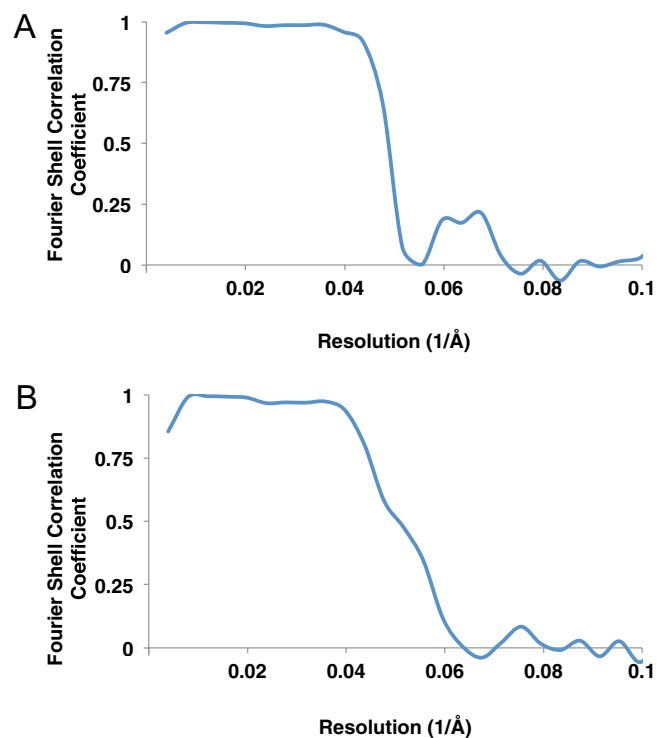 A
1
0.75
0.5
0.25
0
Fourier Shell Correlation
Coefficient
0.02 0.04 0.06 0.08 0.1
Resolution (1/Å)
B
1
0.75
0.5
0.25
0
Fourier Shell Correlation
Coefficient
0.02 0.04 0.06 0.08 0.1
Resolution (1/Å)